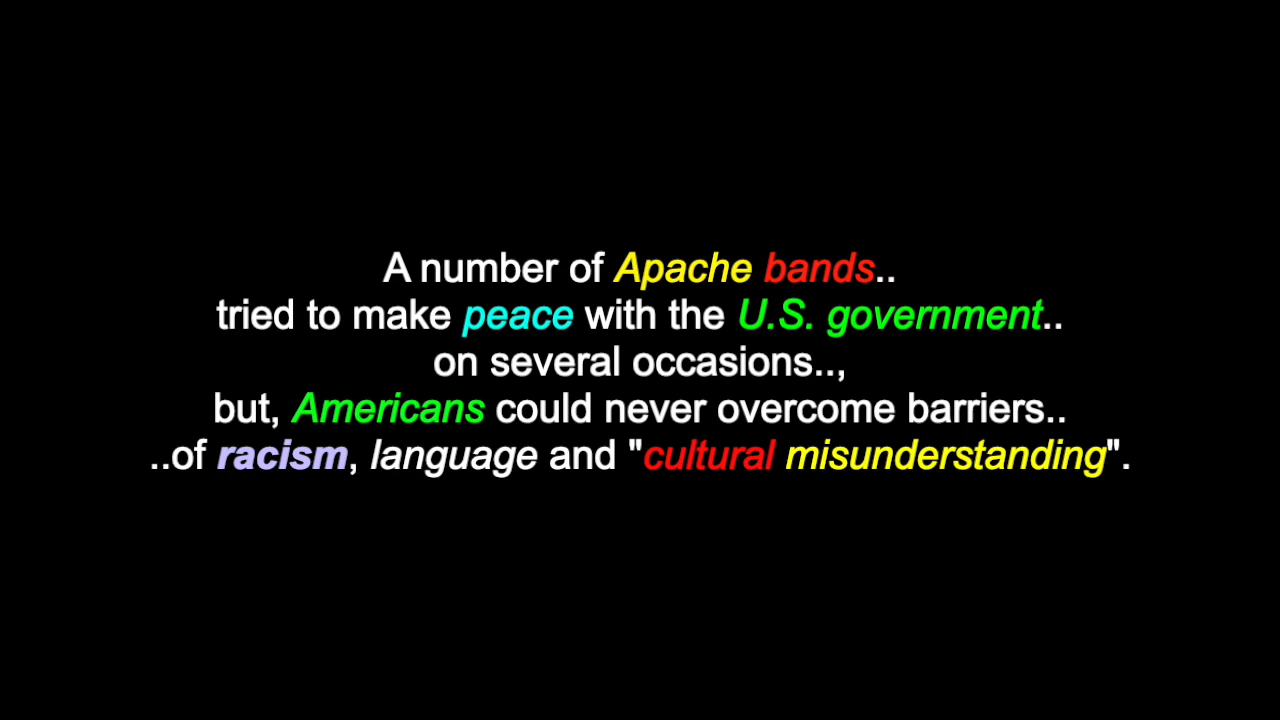 A number of Apache bands..
tried to make peace with the U.S. government..
on several occasions..,
but, Americans could never overcome barriers..
..of racism, language and "cultural misunderstanding".